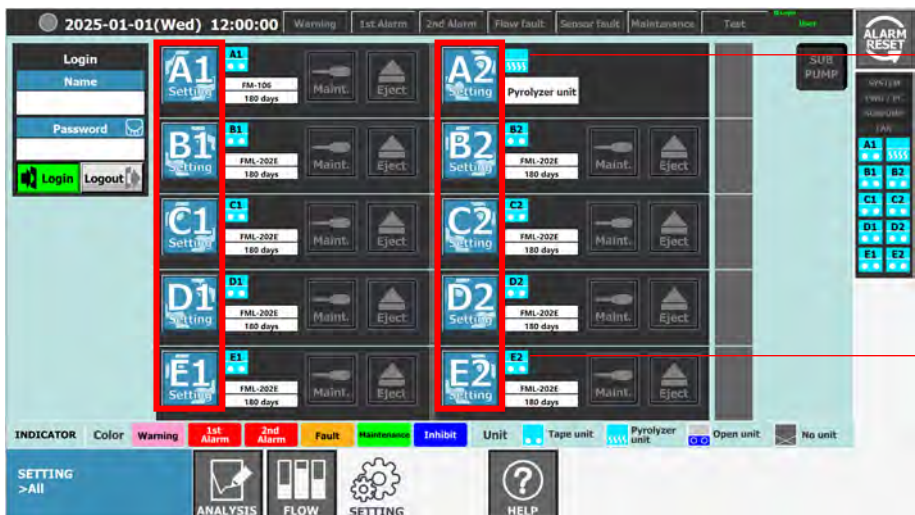 2025-01-01(Wed) 12:00:00 Warning 1st Alarm 2nd Alarm Flow fault Sensor fault Maintenance Test
User
ALARM
RESET
Login
Name
Password
Login Logout
A1
Setting
A1
FM-106
180 days
Maint.
Eject
A2
Setting
Pyrolyzer unit
SUB
PUMP
B1
Setting
B1
FML-202E
180 days
Maint.
Eject
B2
Setting
B2
FML-202E
180 days
Maint.
Eject
C1
Setting
C1
FML-202E
180 days
Maint.
Eject
C2
Setting
C2
FML-202E
180 days
Maint.
Eject
D1
Setting
D1
FML-202E
180 days
Maint.
Eject
D2
Setting
D2
FML-202E
180 days
Maint.
Eject
E1
Setting
E1
FML-202E
180 days
Maint.
Eject
E2
Setting
E2
FML-202E
180 days
Maint.
Eject
SYSTEM
A1
B1 B2
C1 C2
D1 D2
E1 E2
INDICATOR Color Warning 1st Alarm 2nd Alarm Fault Maintenance Inhibit Unit Tape unit Pyrolyzer unit Open unit No unit
SETTING
>All
ANALYSIS FLOW SETTING HELP